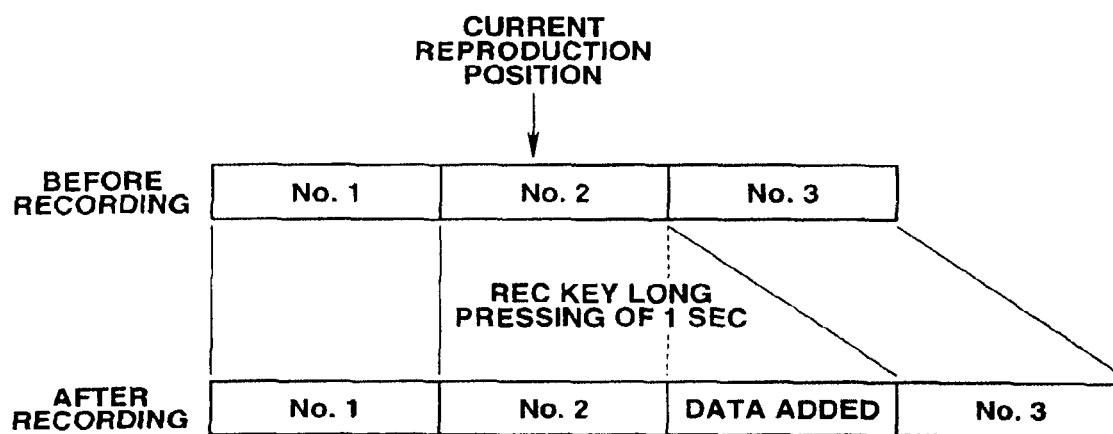 CURRENT
REPRODUCTION
POSITION
BEFORE
RECORDING
No. 1
No. 2
No. 3
REC KEY LONG
PRESSING OF 1 SEC
AFTER
RECORDING
No. 1
No. 2
DATA ADDED
No. 3